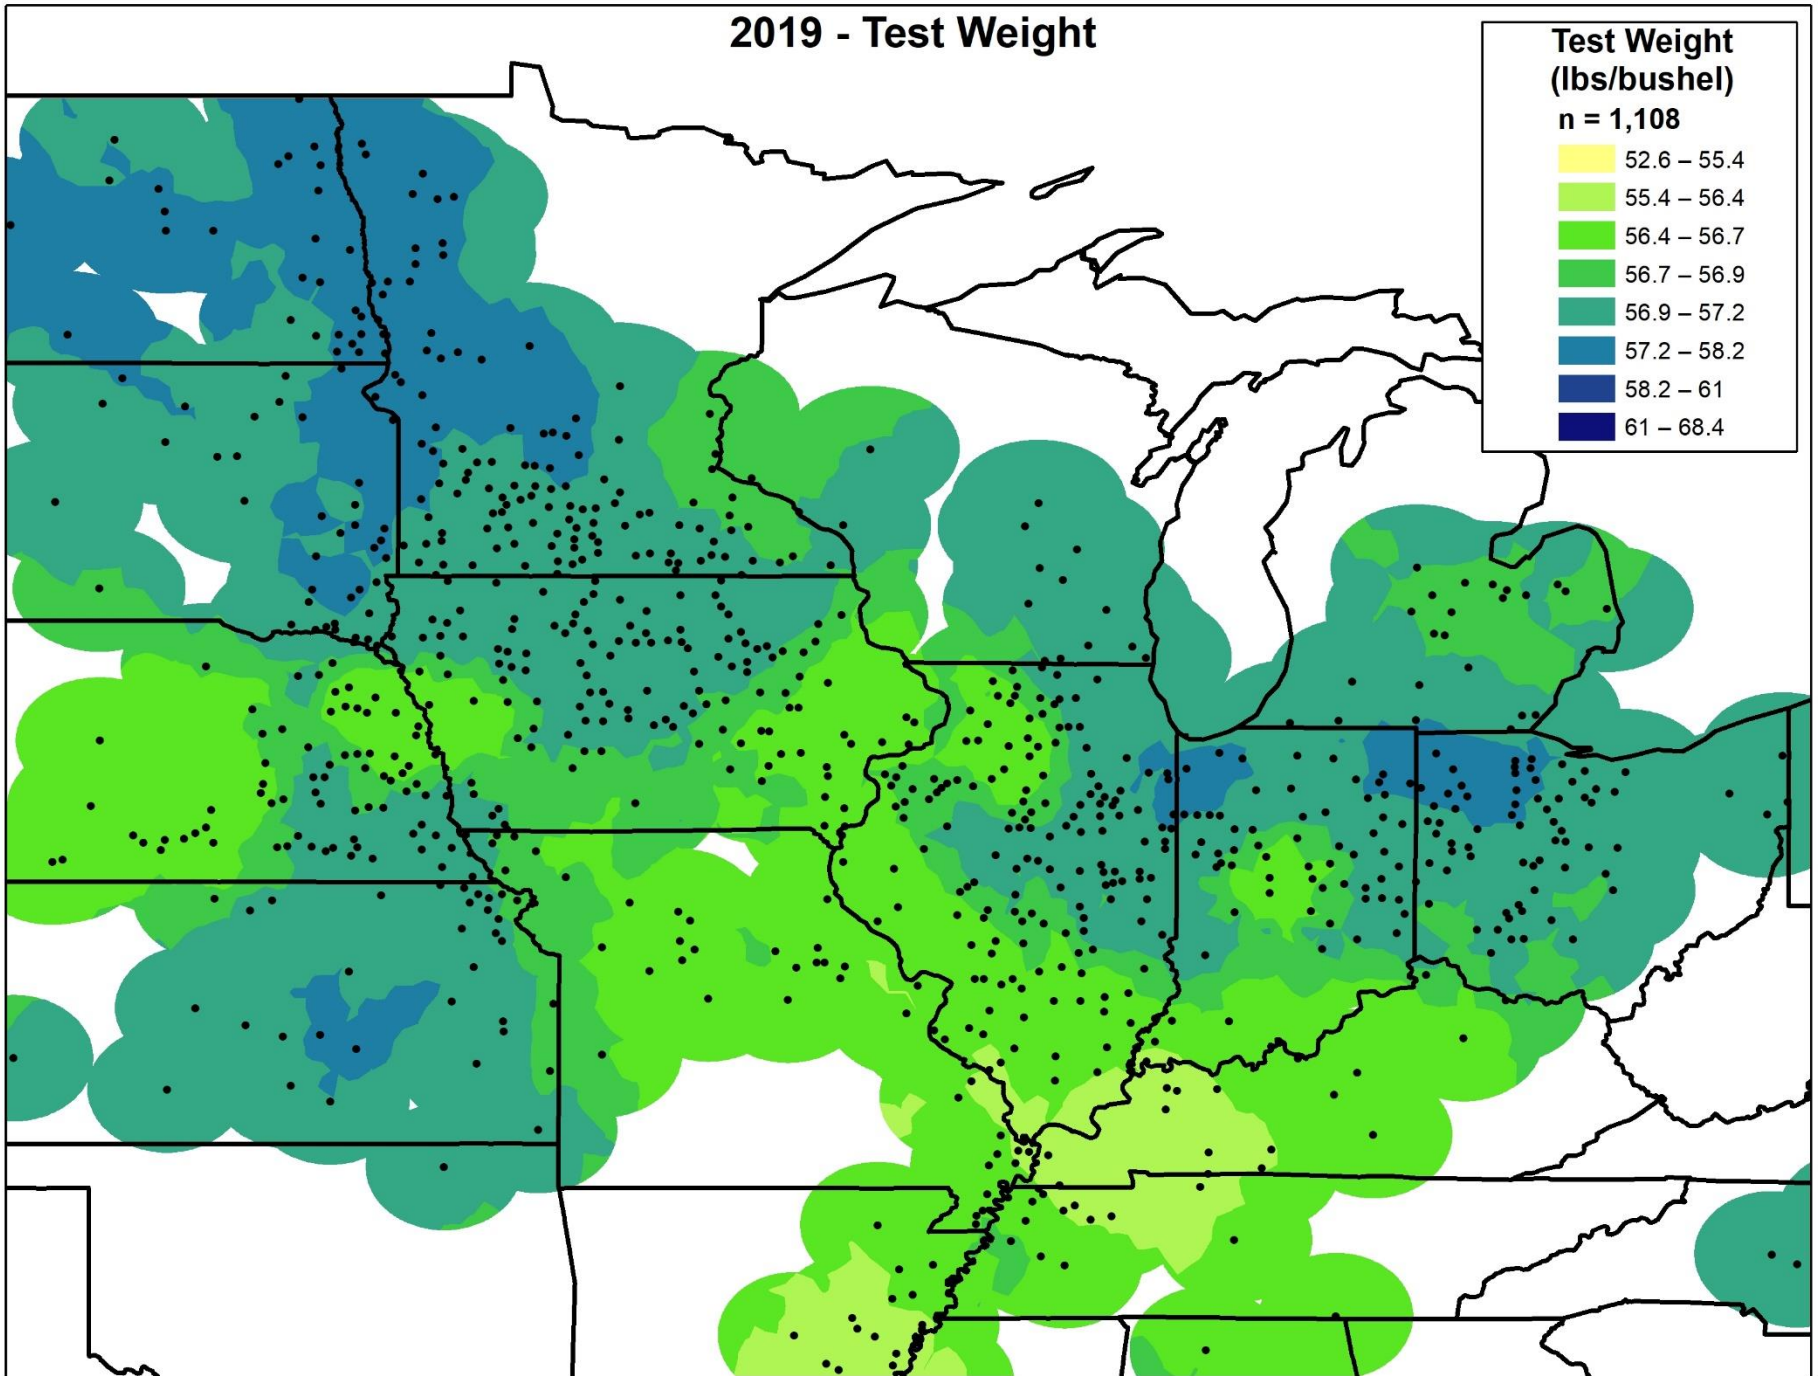 2019 - Test Weight
Test Weight
(lbs/bushel)
n = 1,108
52.6 – 55.4
55.4 – 56.4
56.4 – 56.7
56.7 – 56.9
56.9 – 57.2
57.2 – 58.2
58.2 – 61
61 – 68.4